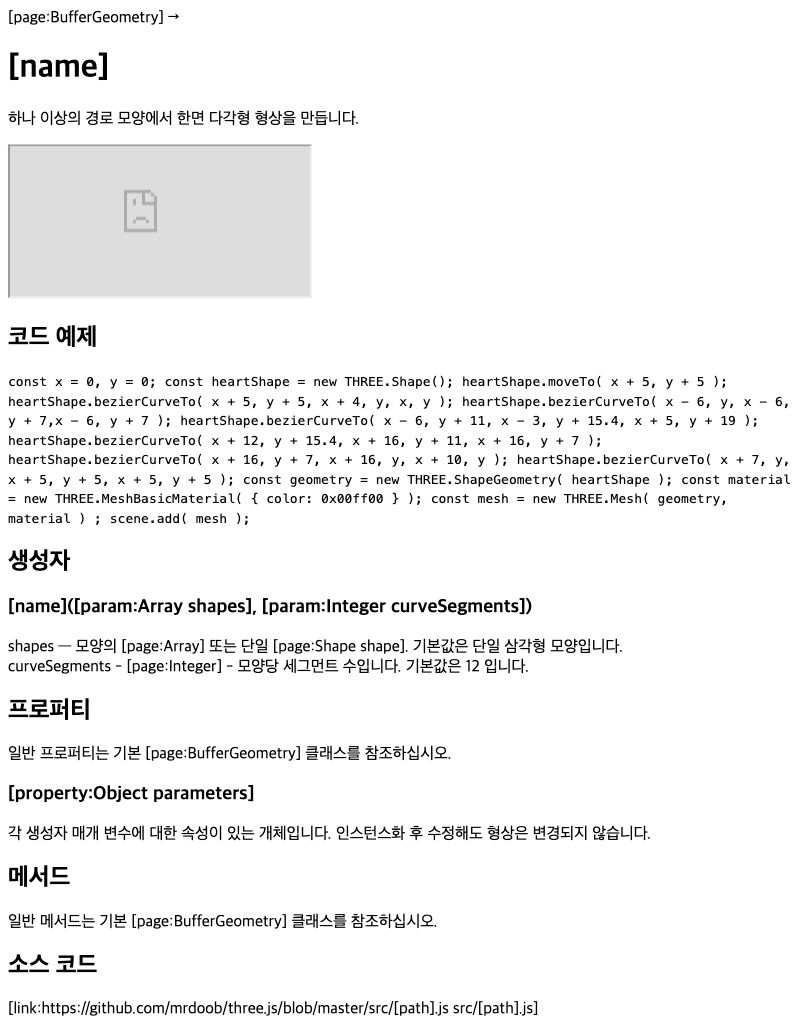 [page:BufferGeometry] →
[name]
하나 이상의 경로 모양에서 한면 다각형 형상을 만듭니다.
코드 예제
const x = 0, y = 0; const heartShape = new THREE.Shape(); heartShape.moveTo( x + 5, y + 5 );
heartShape.bezierCurveTo( x + 5, y + 5, x + 4, y, x, y ); heartShape.bezierCurveTo( x - 6, y, x - 6,
y + 7,x - 6, y + 7 ); heartShape.bezierCurveTo( x - 6, y + 11, x - 3, y + 15.4, x + 5, y + 19 );
heartShape.bezierCurveTo( x + 12, y + 15.4, x + 16, y + 11, x + 16, y + 7 );
heartShape.bezierCurveTo( x + 16, y + 7, x + 16, y, x + 10, y ); heartShape.bezierCurveTo( x + 7, y,
x + 5, y + 5, x + 5, y + 5 ); const geometry = new THREE.ShapeGeometry( heartShape ); const material
= new THREE.MeshBasicMaterial( { color: 0x00ff00 } ); const mesh = new THREE.Mesh( geometry,
material ) ; scene.add( mesh );
생성자
[name]([param:Array shapes], [param:Integer curveSegments])
shapes — 모양의 [page:Array] 또는 단일 [page:Shape shape]. 기본값은 단일 삼각형 모양입니다.
curveSegments - [page:Integer] - 모양당 세그먼트 수입니다. 기본값은 12 입니다.
프로퍼티
일반 프로퍼티는 기본 [page:BufferGeometry] 클래스를 참조하십시오.
[property:Object parameters]
각 생성자 매개 변수에 대한 속성이 있는 개체입니다. 인스턴스화 후 수정해도 형상은 변경되지 않습니다.
메서드
일반 메서드는 기본 [page:BufferGeometry] 클래스를 참조하십시오.
소스 코드
[link:https://github.com/mrdoob/three.js/blob/master/src/[path].js src/[path].js]